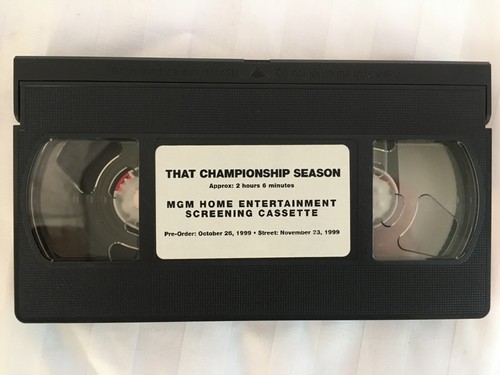 THAT CHAMPIONSHIP SEASON
Approx: 2 hours 6 minutes
MGM HOME ENTERTAINMENT
SCREENING CASSETTE
Pre-Order: October 26, 1999 • Street: November 23, 1999